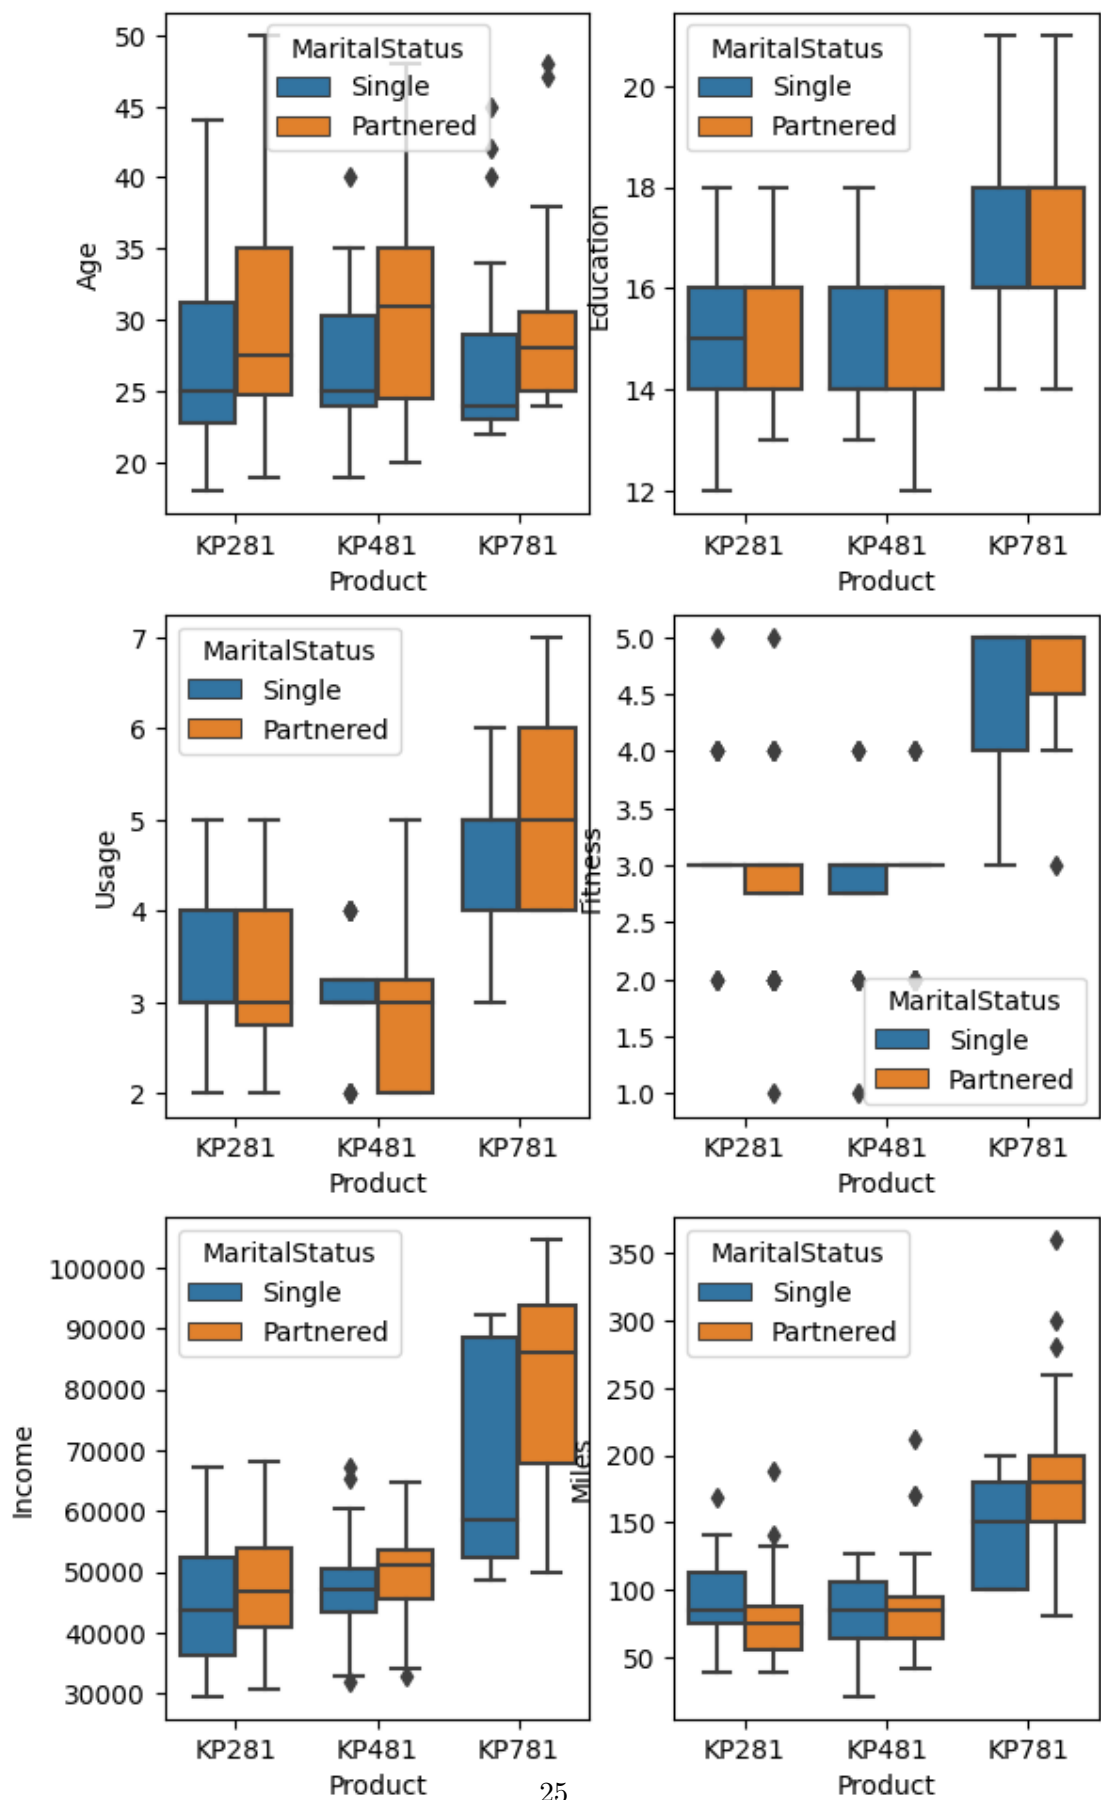 MaritalStatus
Single
Partnered
50
45
40
35
30
25
20
Age
KP281
KP481
KP781
Product
MaritalStatus
Single
Partnered
20
18
16
14
12
Education
KP281
KP481
KP781
Product
MaritalStatus
Single
Partnered
7
6
5
4
3
2
Usage
KP281
KP481
KP781
Product
5.0
4.5
4.0
3.5
3.0
2.5
2.0
1.5
1.0
Fitness
MaritalStatus
Single
Partnered
KP281
KP481
KP781
Product
MaritalStatus
Single
Partnered
100000
90000
80000
70000
60000
50000
40000
30000
Income
KP281
KP481
KP781
Product
MaritalStatus
Single
Partnered
350
300
250
200
150
100
50
Miles
KP281
KP481
KP781
Product
25